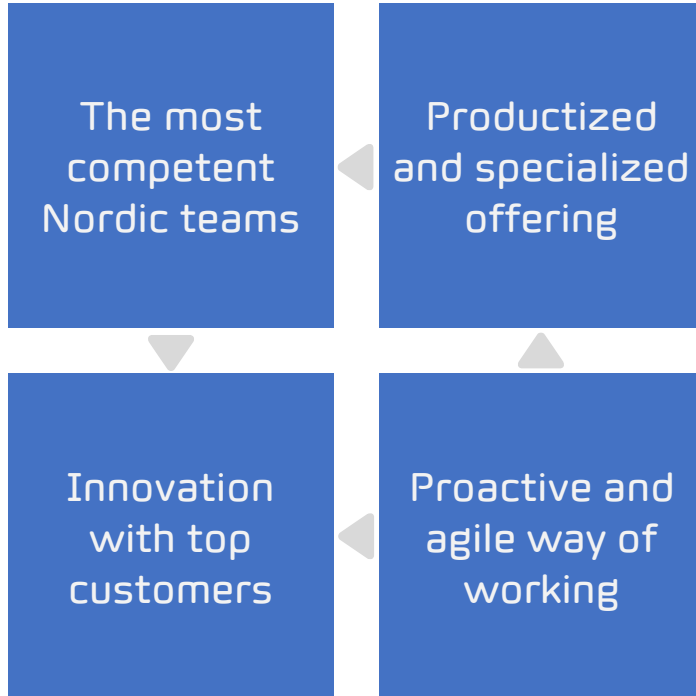 The most
competent
Nordic teams
Productized
and specialized
offering
Innovation
with top
customers
Proactive and
agile way of
working